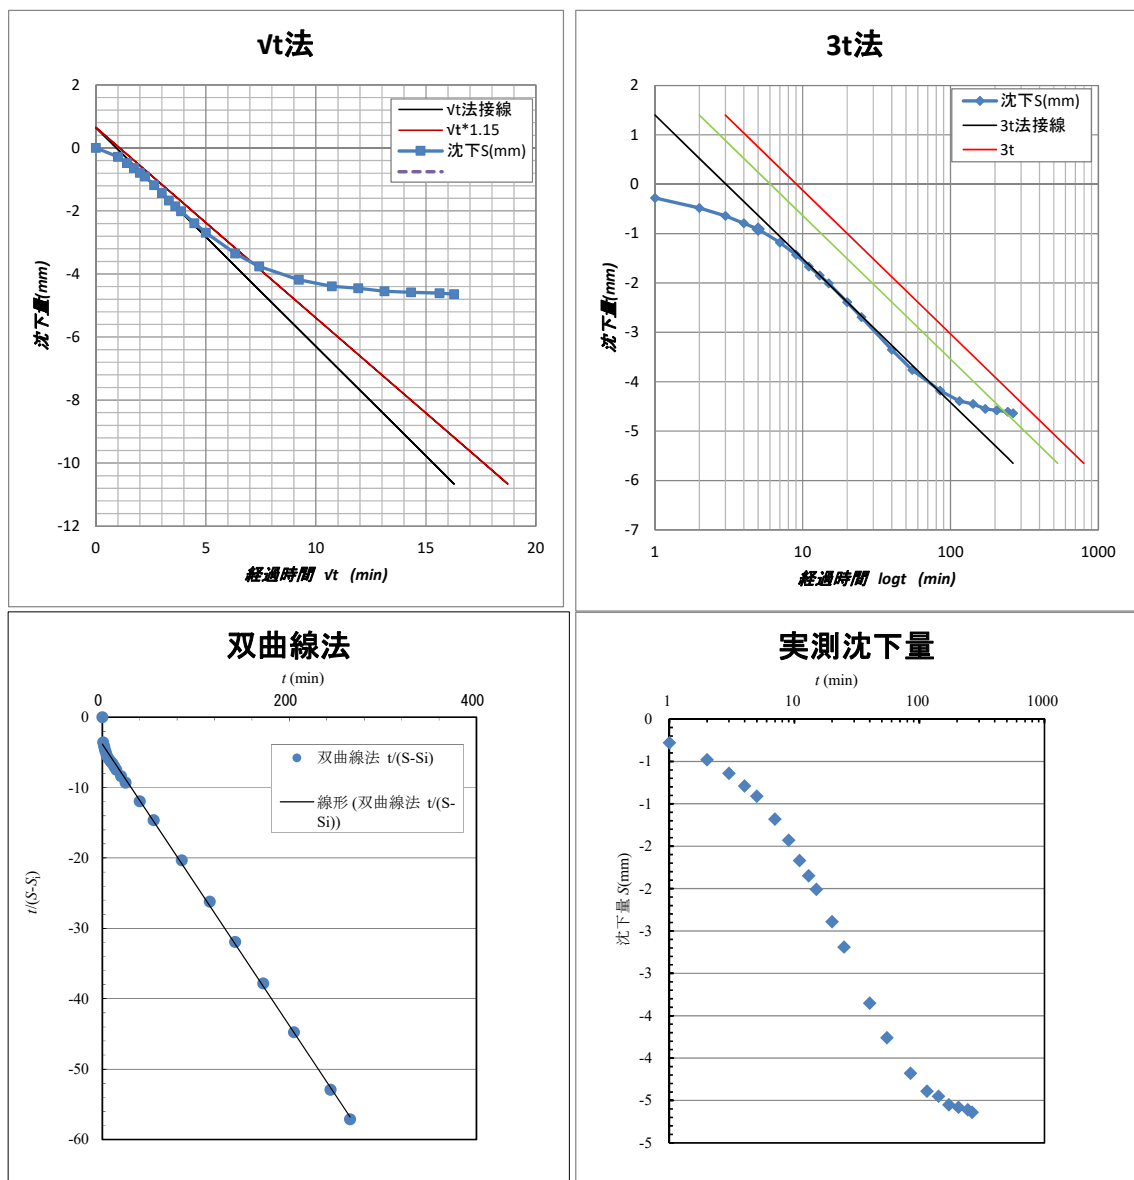 √t法
2
0
-2
-4
-6
-8
-10
-12
沈下量(mm)
√t法接線
√t*1.15
沈下S(mm)
0 5 10 15 20
経過時間 √t (min)
3t法
2
1
0
-1
-2
-3
-4
-5
-6
-7
沈下量(mm)
沈下S(mm)
3t法接線
3t
1 10 100 1000
経過時間 logt (min)
双曲線法
t (min)
0 200 400
0
-10
-20
-30
-40
-50
-60
t/(S-Si)
双曲線法 t/(S-Si)
線形 (双曲線法 t/(S-
Si))
実測沈下量
t (min)
1 10 100 1000
0
-1
-1
-2
-2
-3
-3
-4
-4
-5
-5
沈下量 S(mm)